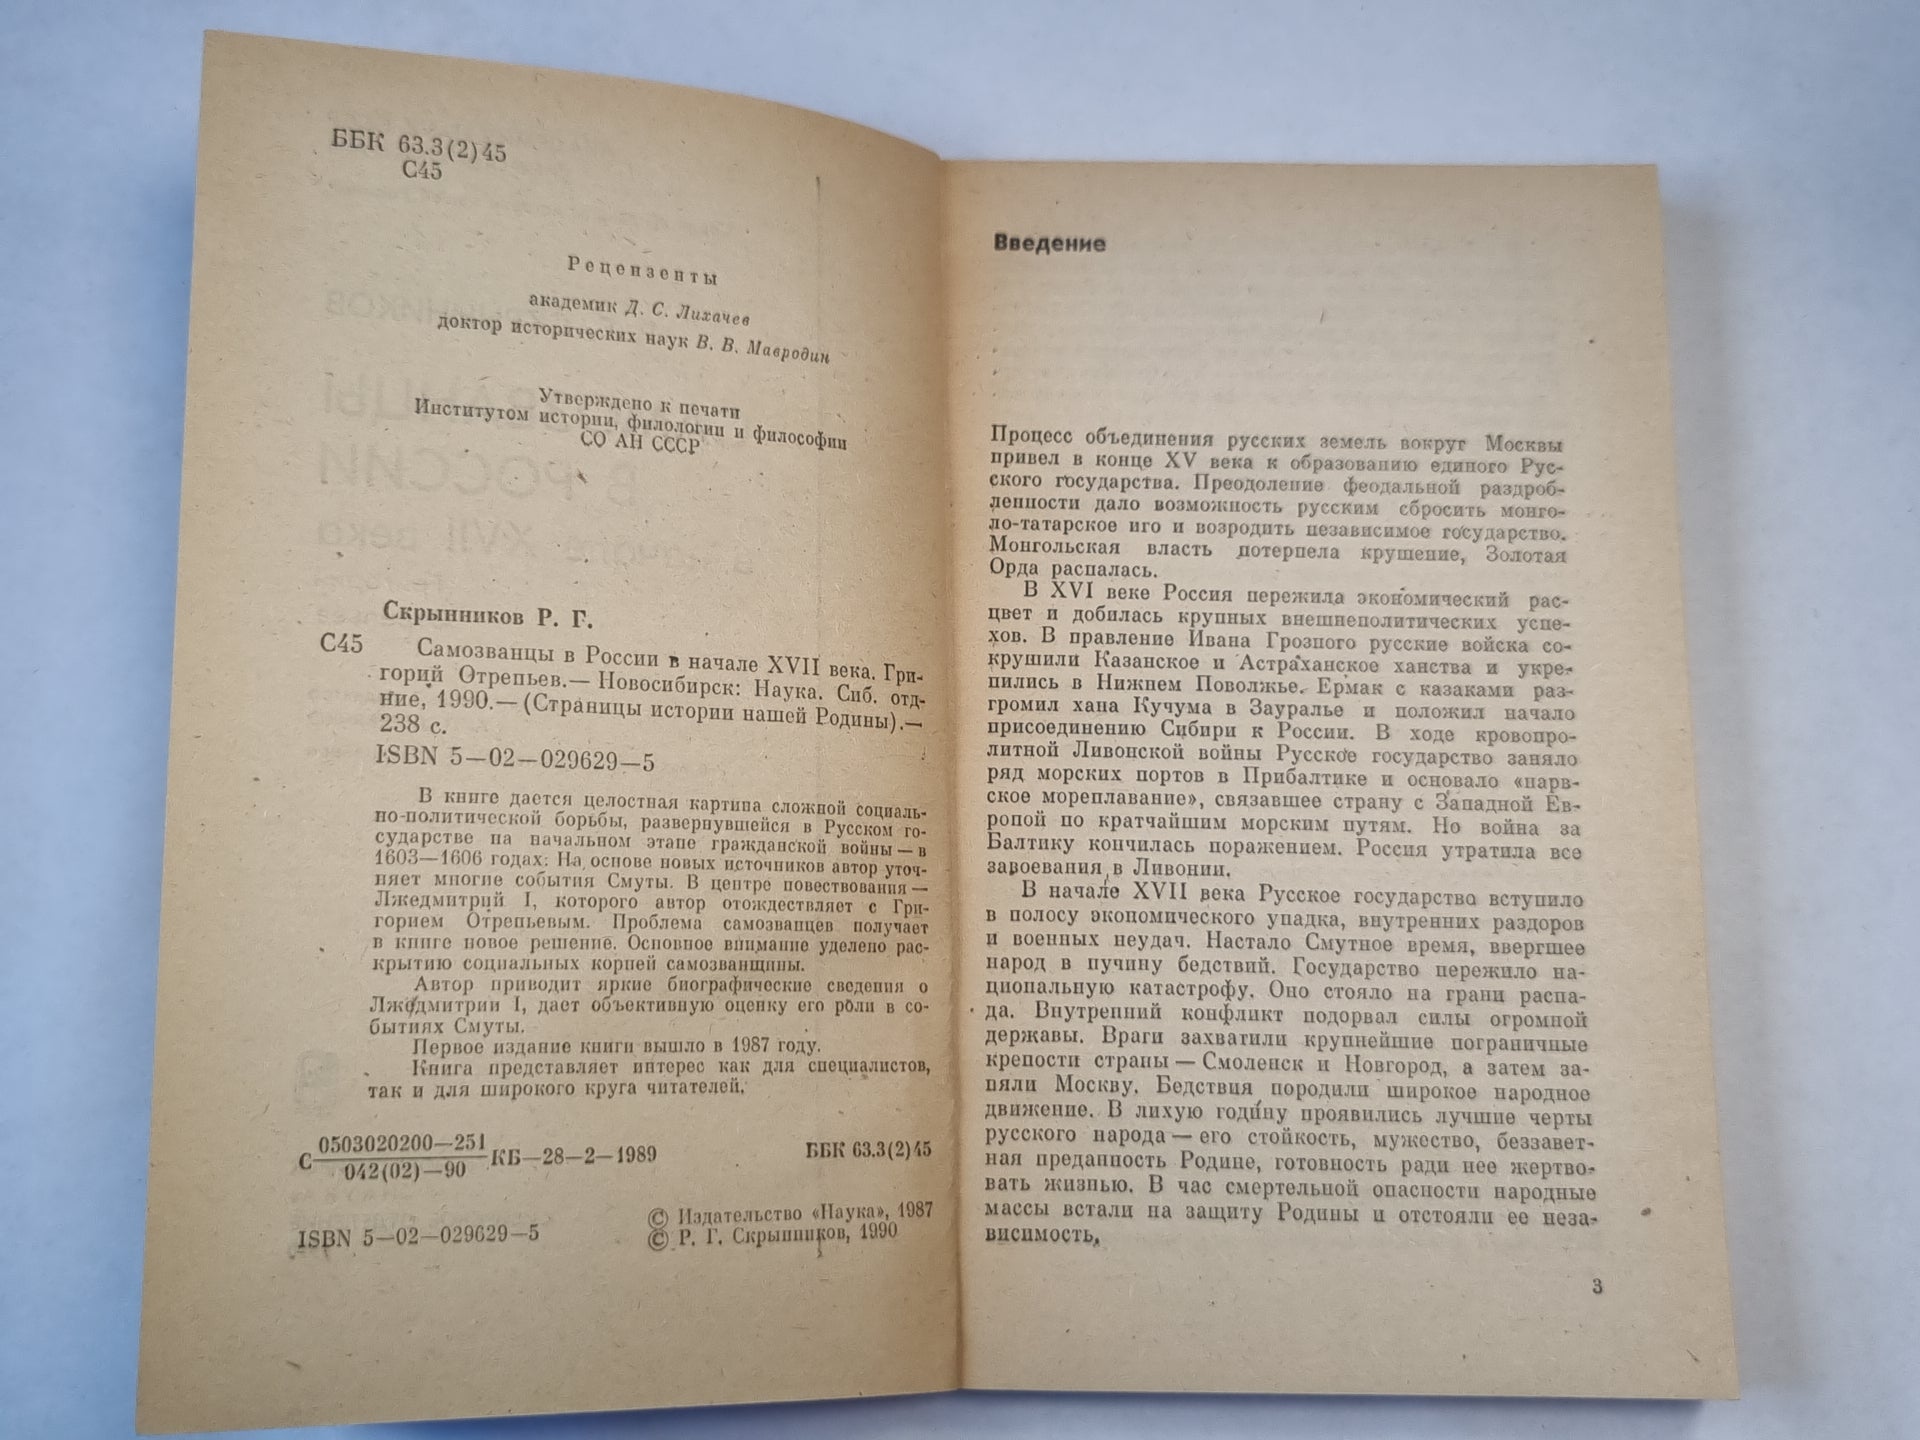 ББК 63.3(2)45
С45
Рецензенты
академик Д. С. Лихачев
доктор исторических наук В. В. Мавродин
Утверждено к печати
Институтом истории, филологии и философии
СО АН СССР
Скрынников Р. Г.
С45 Самозванцы в России в начале XVII века. Гри-
горий Отрепьев.— Новосибирск: Наука. Сиб. отд-
ние, 1990.— (Страницы истории нашей Родины).—
238 с.
ISBN 5—02—029629—5
В книге дается целостная картина сложной социаль-
но-политической борьбы, развернувшейся в Русском го-
сударстве на начальном этапе гражданской войны — в
1603—1606 годах. На основе новых источников автор уточ-
няет многие события Смуты. В центре повествования —
Лжедмитрий I, которого автор отождествляет с Гри-
горием Отрепьевым. Проблема самозванцев получает
в книге новое решение. Основное внимание уделено рас-
крытию социальных корней самозванщины.
Автор приводит яркие биографические сведения о
Лжедмитрии I, дает объективную оценку его роли в со-
бытиях Смуты.
Первое издание книги вышло в 1987 году.
Книга представляет интерес как для специалистов,
так и для широкого круга читателей.
С 0503020200—251 КБ—28—2—1989 ББК 63.3(2)45
042(02)—90
ISBN 5—02—029629—5
© Издательство «Наука», 1987
© Р. Г. Скрынников, 1990
Введение
Процесс объединения русских земель вокруг Москвы
привел в конце XV века к образованию единого Рус-
ского государства. Преодоление феодальной раздроб-
ленности дало возможность русским сбросить монго-
ло-татарское иго и возродить независимое государство.
Монгольская власть потерпела крушение, Золотая
Орда распалась.
В XVI веке Россия пережила экономический рас-
цвет и добилась крупных внешнеполитических успе-
хов. В правление Ивана Грозного русские войска со-
крушили Казанское и Астраханское ханства и укре-
пились в Нижнем Поволжье. Ермак с казаками раз-
громил хана Кучума в Зауралье и положил начало
присоединению Сибири к России. В ходе кровопро-
литной Ливонской войны Русское государство заняло
ряд морских портов в Прибалтике и основало «нарв-
ское мореплавание», связавшее страну с Западной Ев-
ропой по кратчайшим морским путям. Но война за
Балтику кончилась поражением. Россия утратила все
завоевания в Ливонии.
В начале XVII века Русское государство вступило
в полосу экономического упадка, внутренних раздоров
и военных неудач. Настало Смутное время, ввергшее
народ в пучину бедствий. Государство пережило на-
циональную катастрофу. Оно стояло на грани распа-
да. Внутренний конфликт подорвал силы огромной
державы. Враги захватили крупнейшие пограничные
крепости страны — Смоленск и Новгород, а затем за-
няли Москву. Бедствия породили широкое народное
движение. В лихую годину проявились лучшие черты
русского народа — его стойкость, мужество, беззавет-
ная преданность Родине, готовность ради нее жертво-
вать жизнью. В час смертельной опасности народные
массы встали на защиту Родины и отстояли ее неза-
висимость.
3